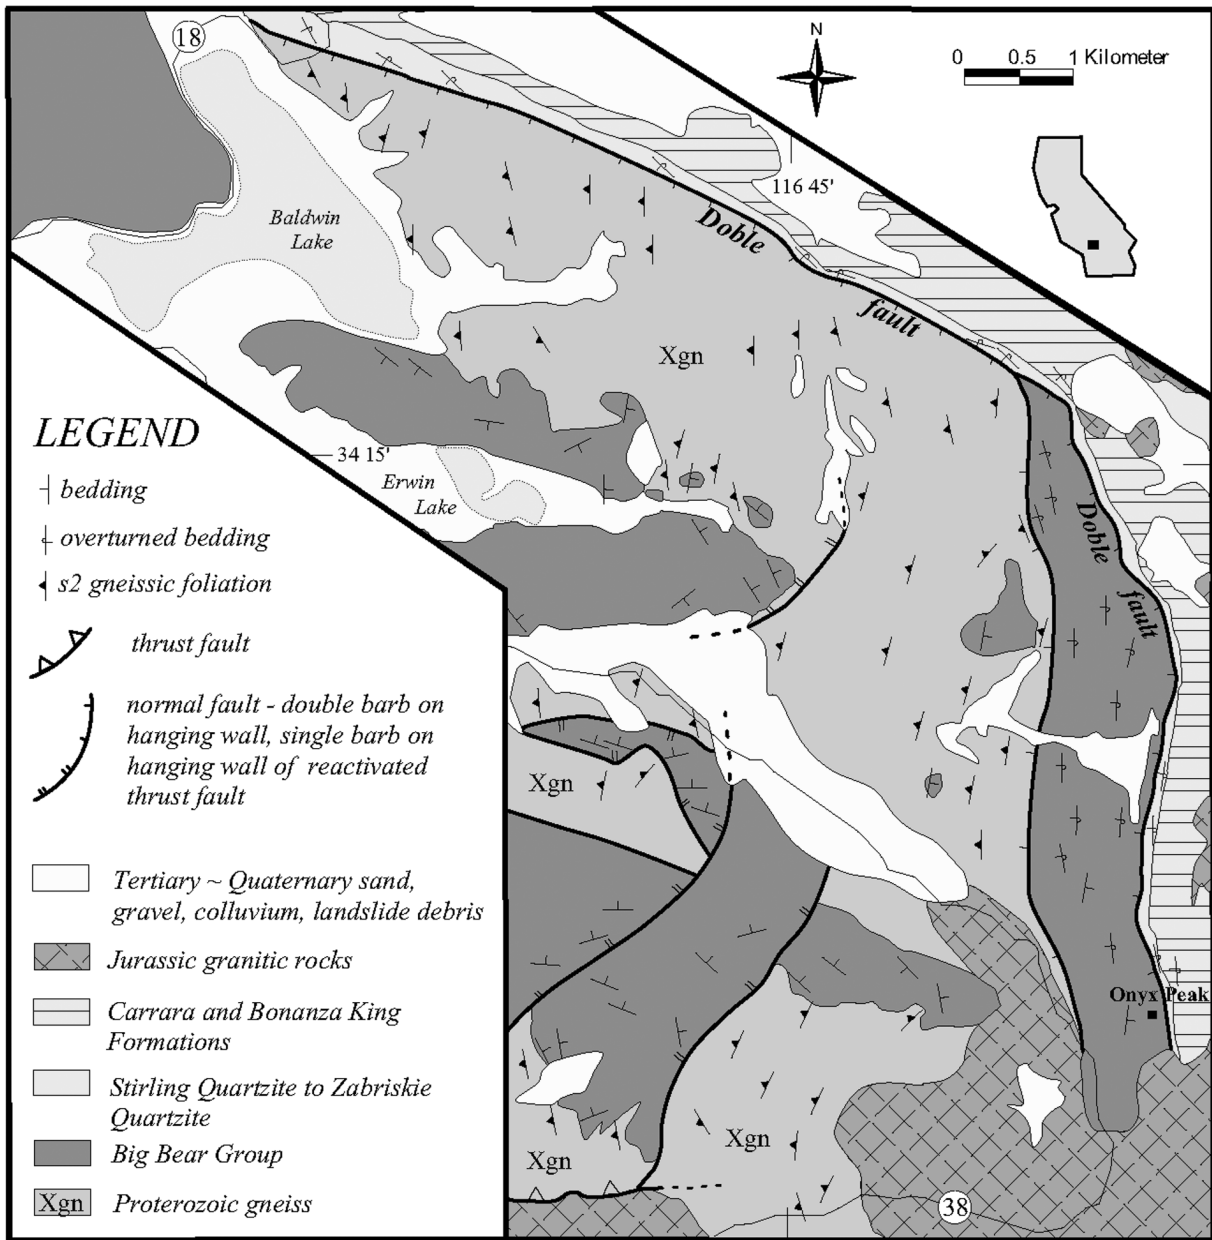 18
N
0 0.5 1 Kilometer
116 45'
Baldwin
Lake
Doble
fault
Xgn
34 15'
Erwin
Lake
Doble
fault
LEGEND
bedding
overturned bedding
s2 gneissic foliation
thrust fault
normal fault - double barb on
hanging wall, single barb on
hanging wall of reactivated
thrust fault
Xgn
Tertiary ~ Quaternary sand,
gravel, colluvium, landslide debris
Jurassic granitic rocks
Carrara and Bonanza King
Formations
Stirling Quartzite to Zabriskie
Quartzite
Big Bear Group
Xgn Proterozoic gneiss
Onyx Peak
Xgn
Xgn
38